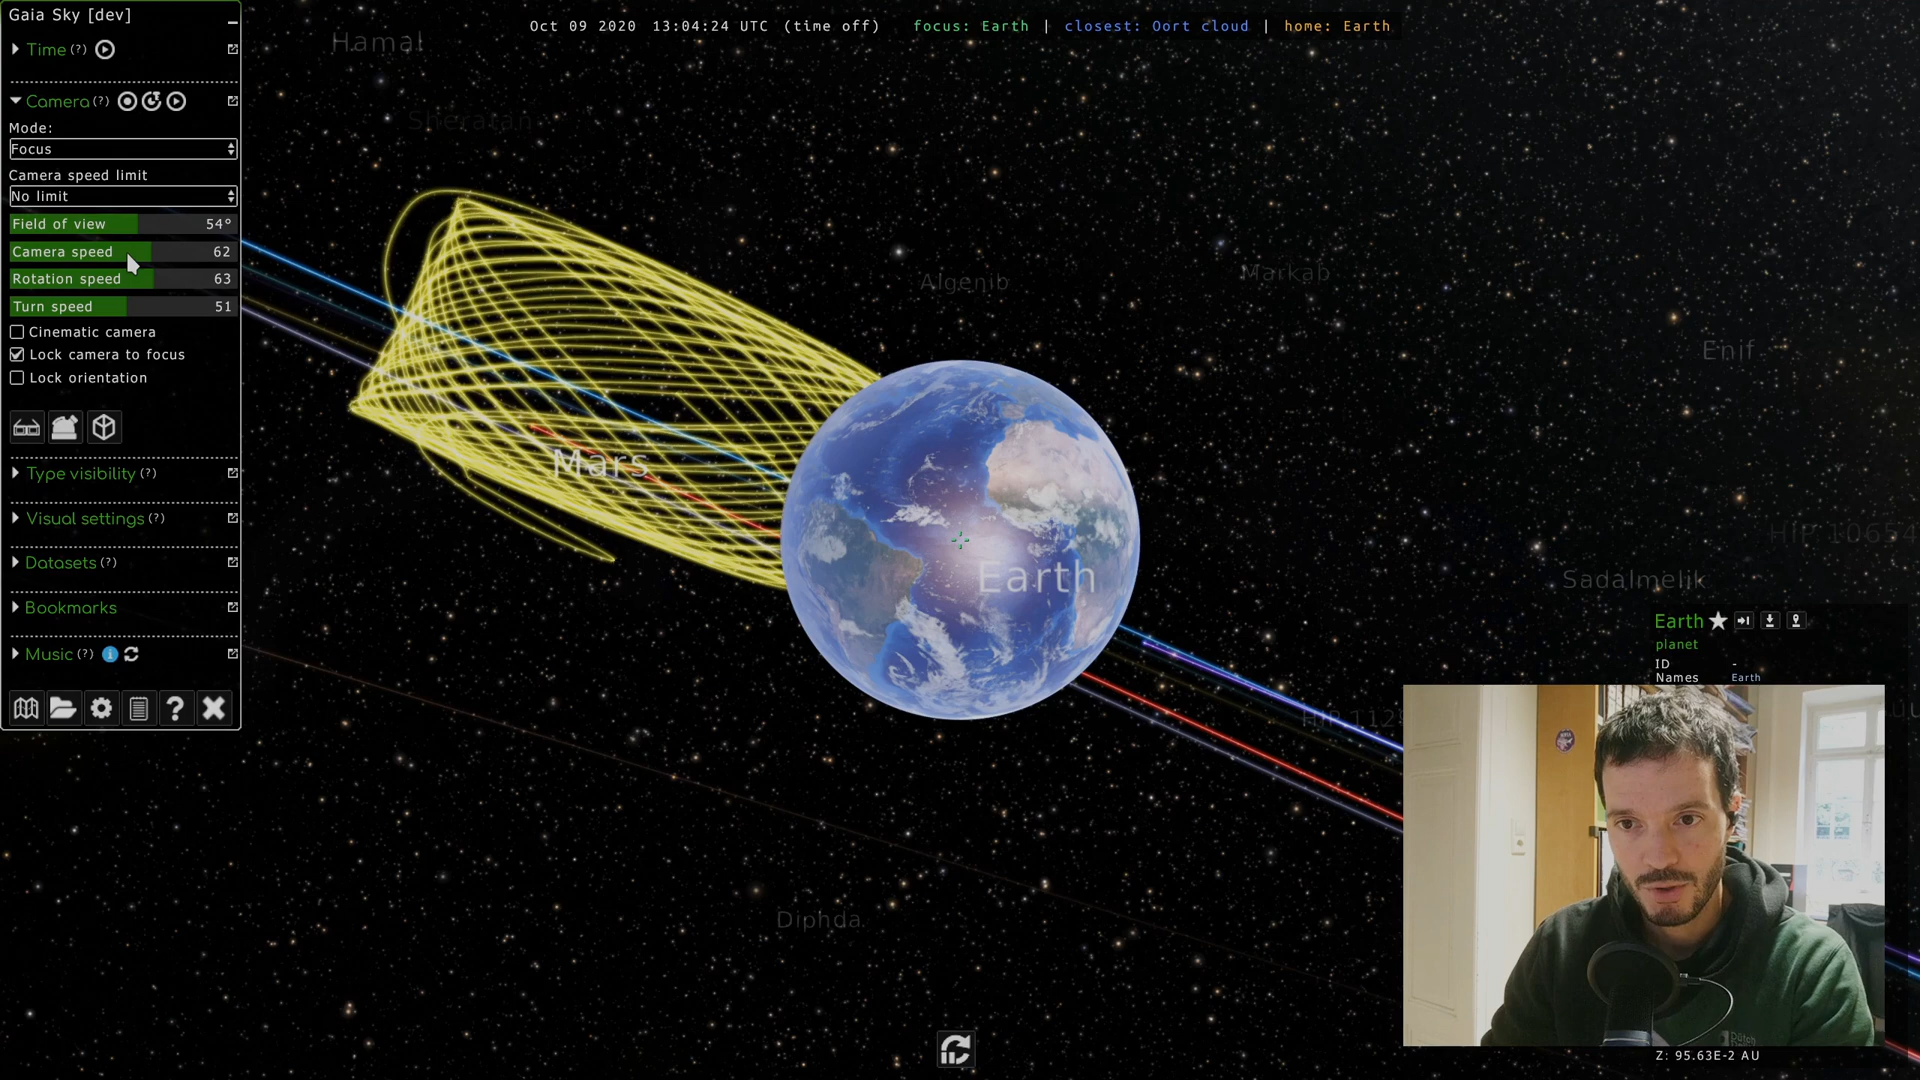 Gaia Sky [dev]
Time (?)
Camera (?)
Mode:
Focus
Camera speed limit
No limit
Field of view 54°
Camera speed 62
Rotation speed 63
Turn speed 51
Cinematic camera
Lock camera to focus
Lock orientation
Type visibility (?)
Visual settings (?)
Datasets (?)
Bookmarks
Music (?)
Oct 09 2020 13:04:24 UTC (time off) focus: Earth | closest: Oort cloud | home: Earth
Hamal
Sheratan
Algenib
Markab
Enif
Mars
Earth
HIP 10654
Sadalmelik
Diphda
Earth
planet
ID -
Names Earth
Z: 95.63E-2 AU